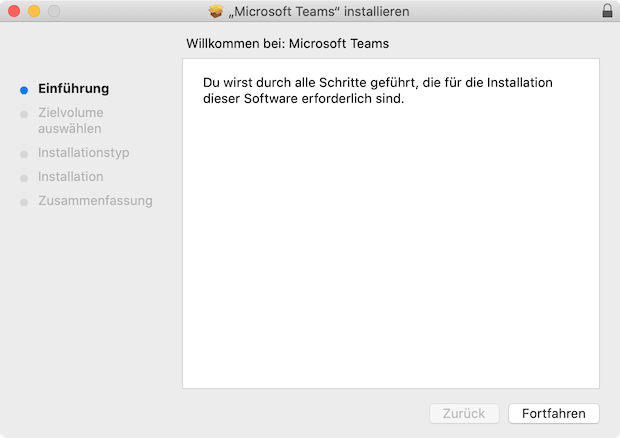 „Microsoft Teams“ installieren
Willkommen bei: Microsoft Teams
Einführung
Zielvolume
auswählen
Installationstyp
Installation
Zusammenfassung
Du wirst durch alle Schritte geführt, die für die Installation
dieser Software erforderlich sind.
Zurück
Fortfahren